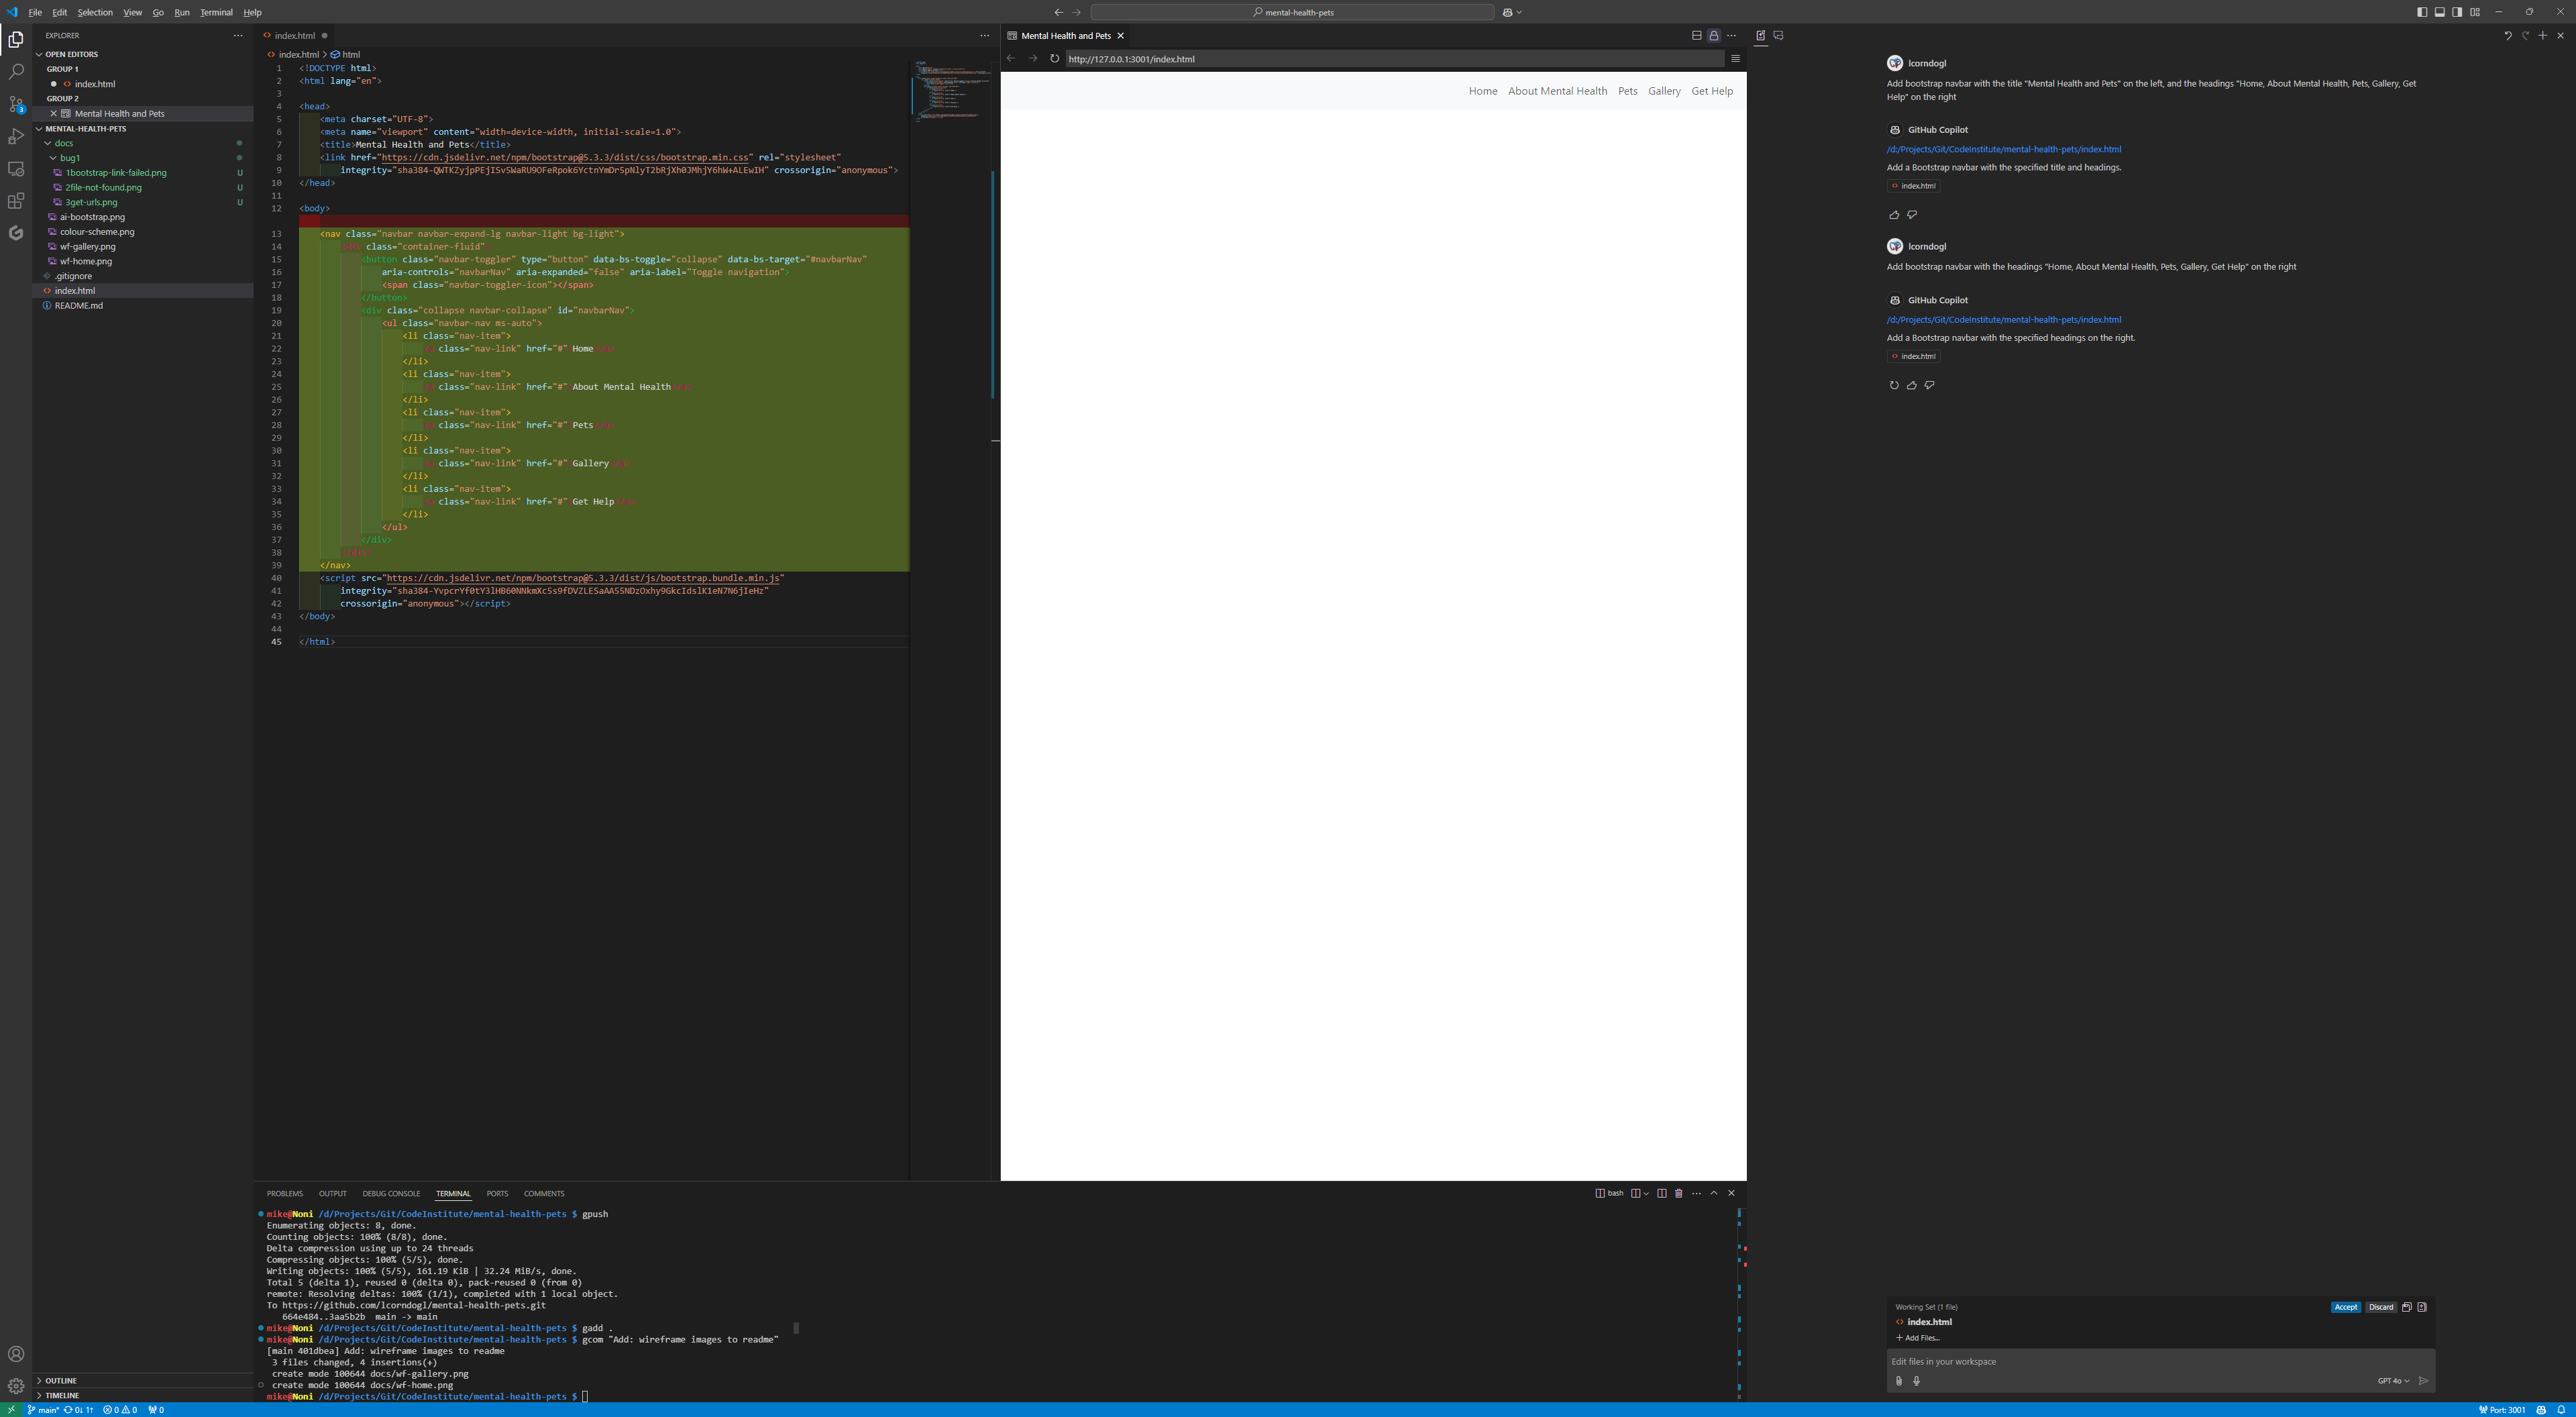 File Edit Selection View Go Run Terminal Help
mental-health-pets
EXPLORER
OPEN EDITORS
GROUP 1
index.html
GROUP 2
Mental Health and Pets
MENTAL-HEALTH-PETS
docs
bug1
1bootstrap-link-failed.png U
2file-not-found.png U
3get-urls.png U
ai-bootstrap.png
colour-scheme.png
wf-gallery.png
wf-home.png
.gitignore
index.html
README.md
OUTLINE
TIMELINE
3
index.html
index.html > html
1 <!DOCTYPE html>
2 <html lang="en">
3
4 <head>
5 <meta charset="UTF-8">
6 <meta name="viewport" content="width=device-width, initial-scale=1.0">
7 <title>Mental Health and Pets</title>
8 <link href="https://cdn.jsdelivr.net/npm/bootstrap@5.3.3/dist/css/bootstrap.min.css" rel="stylesheet"
9 crossorigin="anonymous">
10 </head>
11
12 <body>
13 <nav class="navbar navbar-expand-lg navbar-light bg-light">
14 class="container-fluid"
15 <button class="navbar-toggler" type="button" data-bs-toggle="collapse" data-bs-target="#navbarNav"
16 aria-controls="navbarNav" aria-expanded="false" aria-label="Toggle navigation">
17 <span class="navbar-toggler-icon"></span>
18 </button>
19 <div class="collapse navbar-collapse" id="navbarNav">
20 <ul class="navbar-nav ms-auto">
21 <li class="nav-item">
22 class="nav-link" href="#" Home
23 </li>
24 <li class="nav-item">
25 class="nav-link" href="#" About Mental Health
26 </li>
27 <li class="nav-item">
28 class="nav-link" href="#" Pets
29 </li>
30 <li class="nav-item">
31 class="nav-link" href="#" Gallery
32 </li>
33 <li class="nav-item">
34 class="nav-link" href="#" Get Help
35 </li>
36 </ul>
37 </div>
38 </div>
39 </nav>
40 <script src="https://cdn.jsdelivr.net/npm/bootstrap@5.3.3/dist/js/bootstrap.bundle.min.js"
41
42 crossorigin="anonymous"></script>
43 </body>
44
45 </html>
Mental Health and Pets
http://127.0.0.1:3001/index.html
Home About Mental Health Pets Gallery Get Help
lcorndogl
Add bootstrap navbar with the title "Mental Health and Pets" on the left, and the headings "Home, About Mental Health, Pets, Gallery, Get
Help" on the right
GitHub Copilot
/d:/Projects/Git/CodeInstitute/mental-health-pets/index.html
Add a Bootstrap navbar with the specified title and headings.
index.html
lcorndogl
Add bootstrap navbar with the headings "Home, About Mental Health, Pets, Gallery, Get Help" on the right
GitHub Copilot
/d:/Projects/Git/CodeInstitute/mental-health-pets/index.html
Add a Bootstrap navbar with the specified headings on the right.
index.html
Working Set (1 file)
Accept Discard
index.html
+ Add Files...
Edit files in your workspace
GPT 4o
PROBLEMS OUTPUT DEBUG CONSOLE TERMINAL PORTS COMMENTS
bash
mike@Noni /d/Projects/Git/CodeInstitute/mental-health-pets $ gpush
Enumerating objects: 8, done.
Counting objects: 100% (8/8), done.
Delta compression using up to 24 threads
Compressing objects: 100% (5/5), done.
Writing objects: 100% (5/5), 161.19 KiB | 32.24 MiB/s, done.
Total 5 (delta 1), reused 0 (delta 0), pack-reused 0 (from 0)
remote: Resolving deltas: 100% (1/1), completed with 1 local object.
To https://github.com/lcorndogl/mental-health-pets.git
664e484..3aa5b2b main -> main
mike@Noni /d/Projects/Git/CodeInstitute/mental-health-pets $ gadd .
mike@Noni /d/Projects/Git/CodeInstitute/mental-health-pets $ gcom "Add: wireframe images to readme"
[main 401dbea] Add: wireframe images to readme
3 files changed, 4 insertions(+)
create mode 100644 docs/wf-gallery.png
create mode 100644 docs/wf-home.png
mike@Noni /d/Projects/Git/CodeInstitute/mental-health-pets $
main* 0↓ 1↑ 0 0 0
Port: 3001